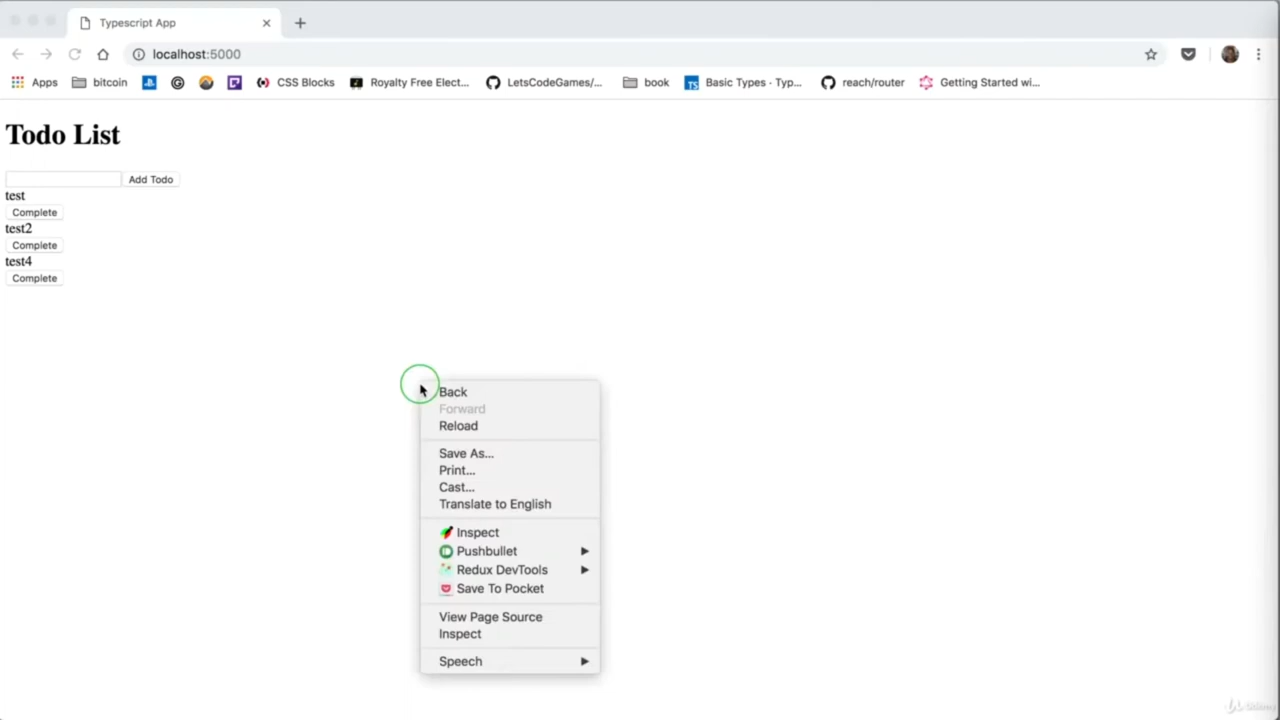 Typescript App
localhost:5000
Apps bitcoin CSS Blocks Royalty Free Elect... LetsCodeGames/... book TS Basic Types · Typ... reach/router Getting Started wi...
Todo List
Add Todo
test
Complete
test2
Complete
test4
Complete
Back
Forward
Reload
Save As...
Print...
Cast...
Translate to English
Inspect
Pushbullet
Redux DevTools
Save To Pocket
View Page Source
Inspect
Speech
Udemy